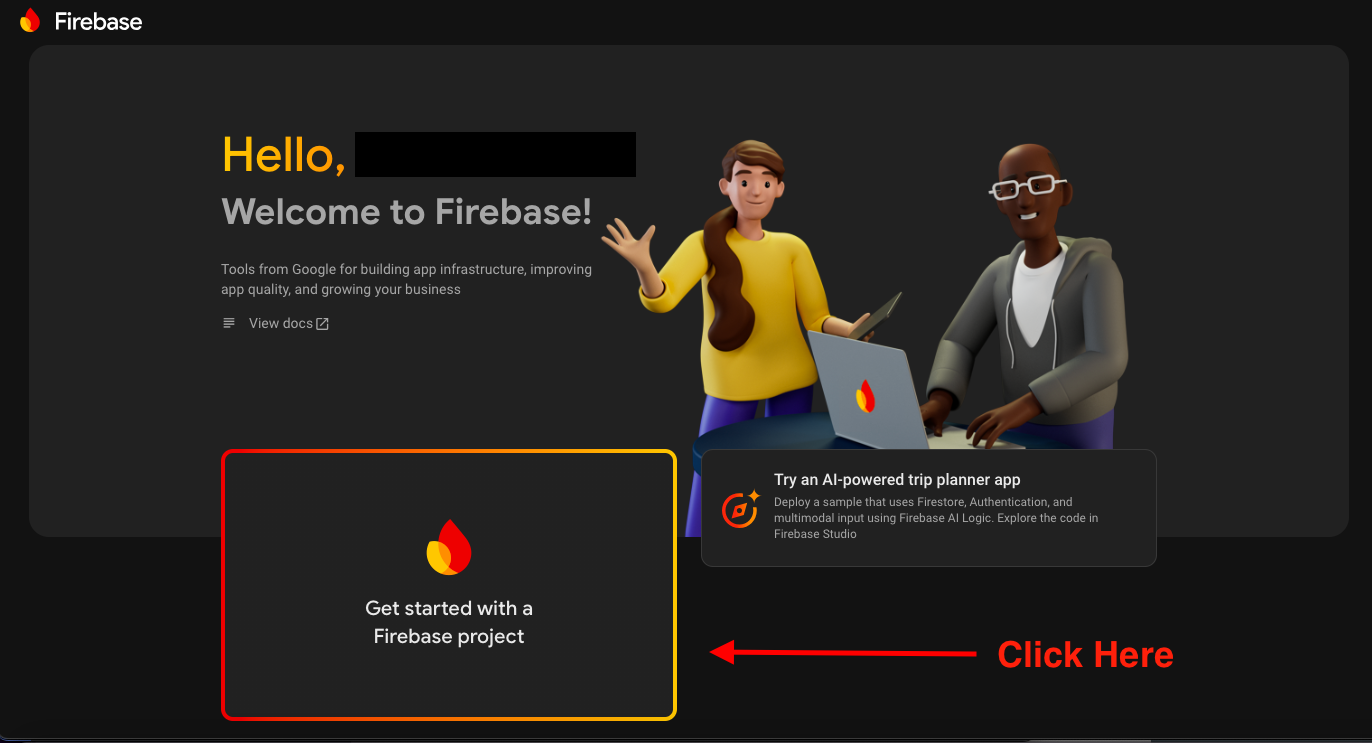 Firebase
Hello,
Welcome to Firebase!
Tools from Google for building app infrastructure, improving
app quality, and growing your business
View docs
Try an AI-powered trip planner app
Deploy a sample that uses Firestore, Authentication, and
multimodal input using Firebase AI Logic. Explore the code in
Firebase Studio
Get started with a
Firebase project
Click Here